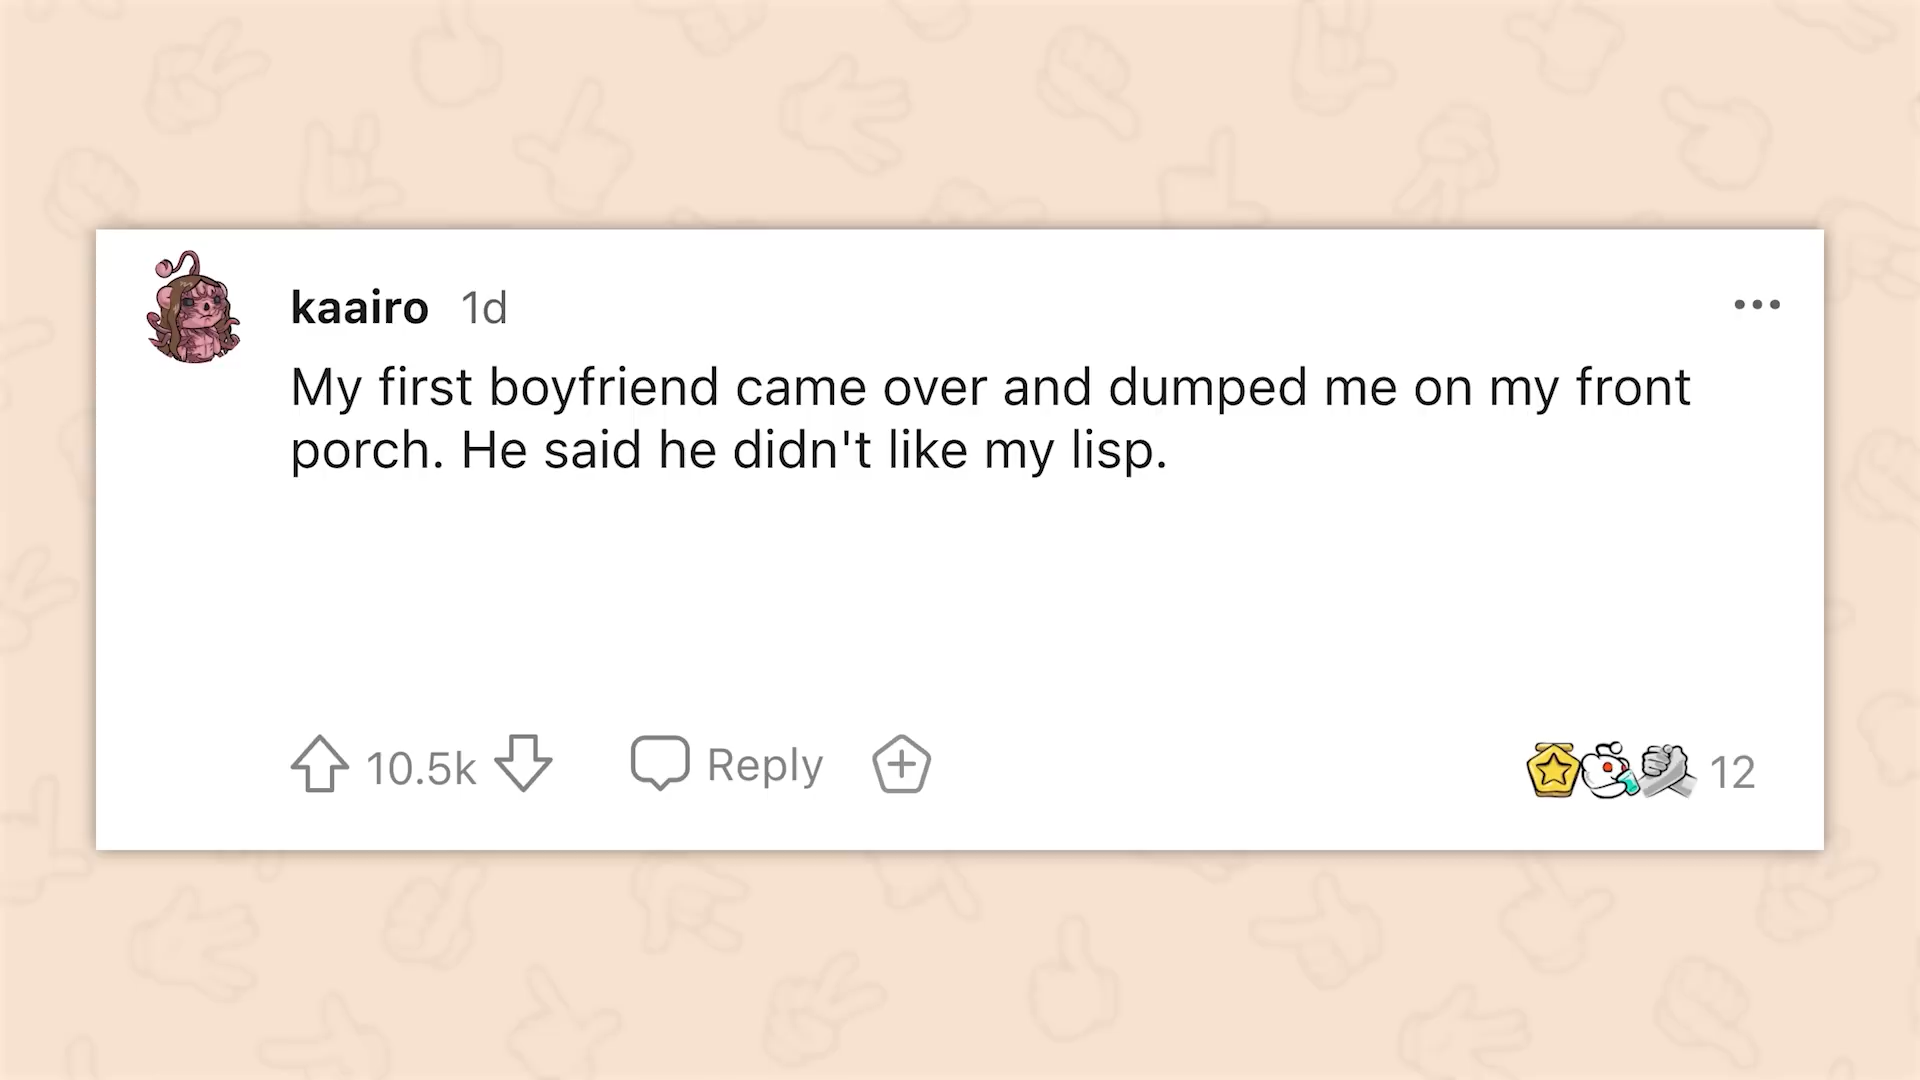 kaairo 1d
My first boyfriend came over and dumped me on my front
porch. He said he didn't like my lisp.
10.5k Reply 12